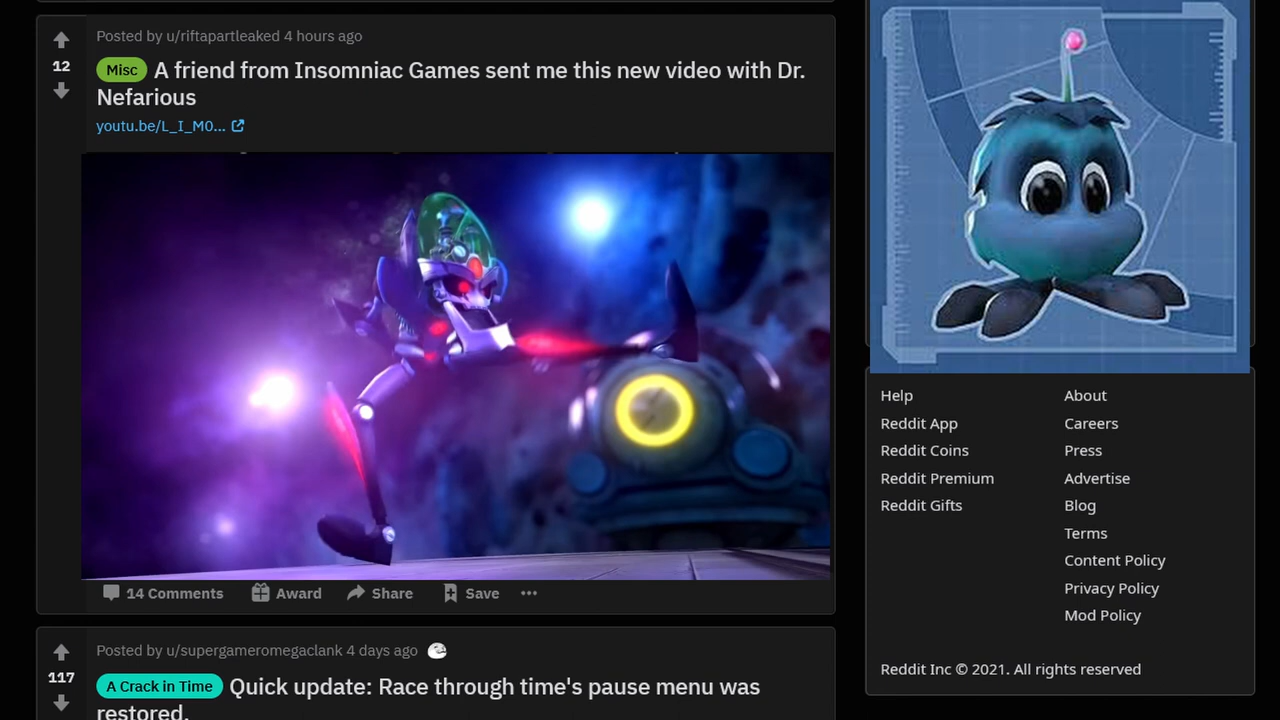 Posted by u/riftapartleaked 4 hours ago
12
Misc A friend from Insomniac Games sent me this new video with Dr.
Nefarious
youtu.be/L_I_M0...
14 Comments Award Share Save
Posted by u/supergameromegaclank 4 days ago
117
A Crack in Time Quick update: Race through time's pause menu was
restored.
Help About
Reddit App Careers
Reddit Coins Press
Reddit Premium Advertise
Reddit Gifts Blog
Terms
Content Policy
Privacy Policy
Mod Policy
Reddit Inc © 2021. All rights reserved